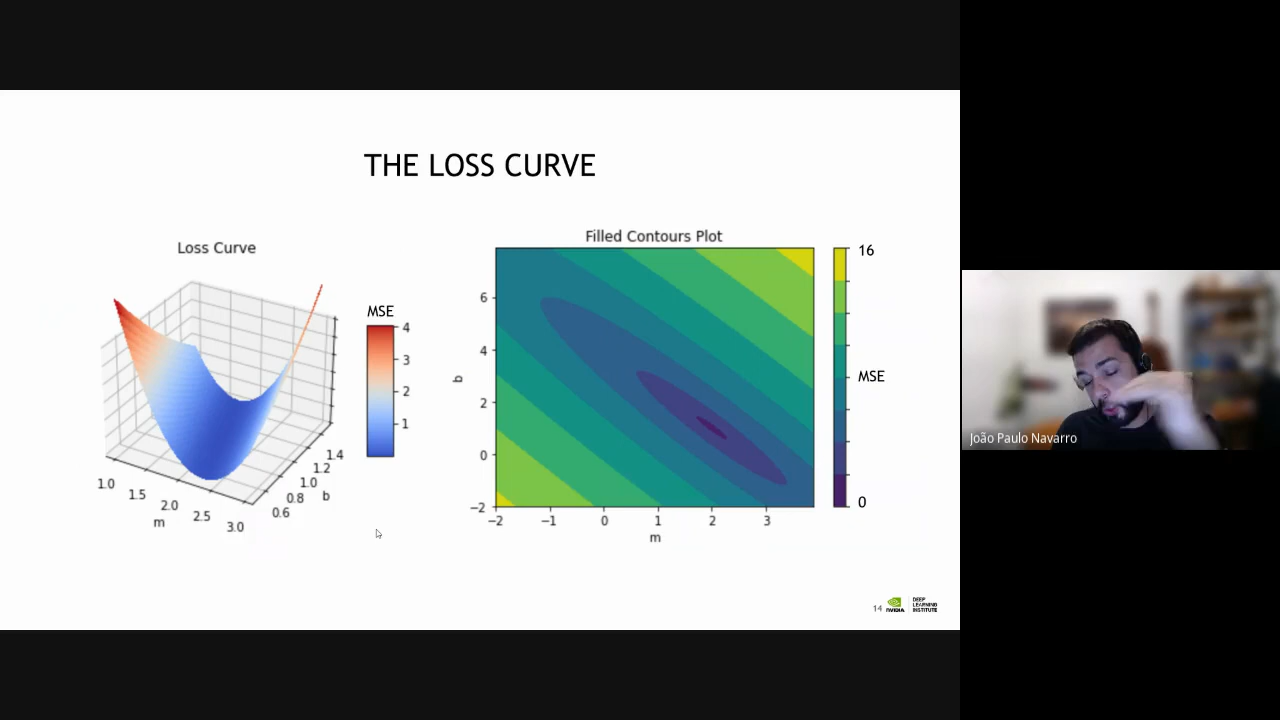 THE LOSS CURVE
Loss Curve
MSE
4
3
2
1
1.0
1.5
2.0
2.5
3.0
m
0.6
0.8
1.0
1.2
1.4
b
Filled Contours Plot
6
4
2
0
−2
b
−2
−1
0
1
2
3
m
16
MSE
0
14
NVIDIA
DEEP
LEARNING
INSTITUTE
João Paulo Navarro